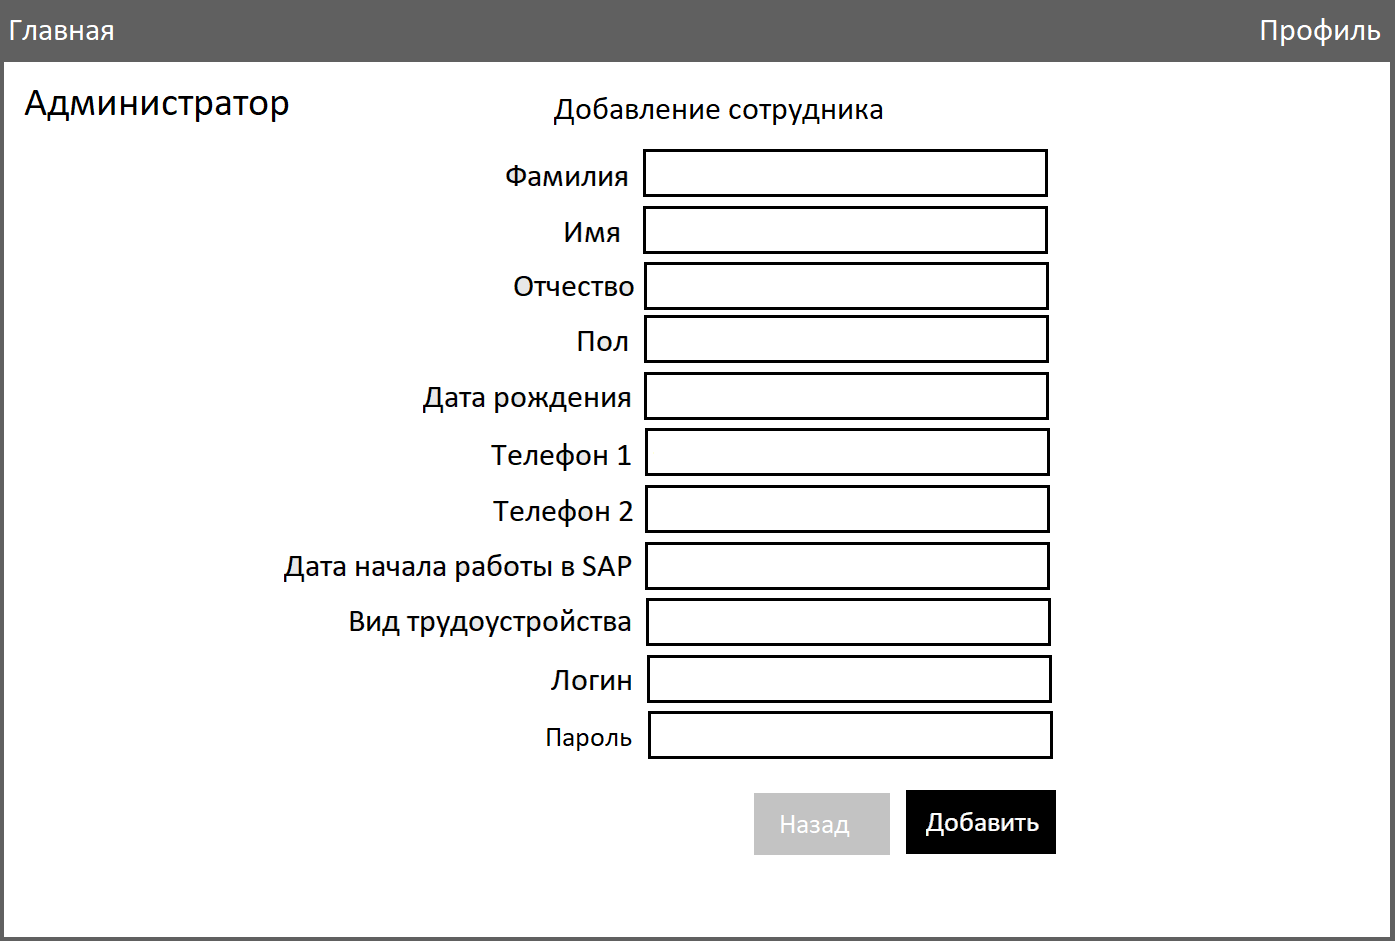 Главная
Профиль
Администратор
Добавление сотрудника
Фамилия
Имя
Отчество
Пол
Дата рождения
Телефон 1
Телефон 2
Дата начала работы в SAP
Вид трудоустройства
Логин
Пароль
Назад
Добавить